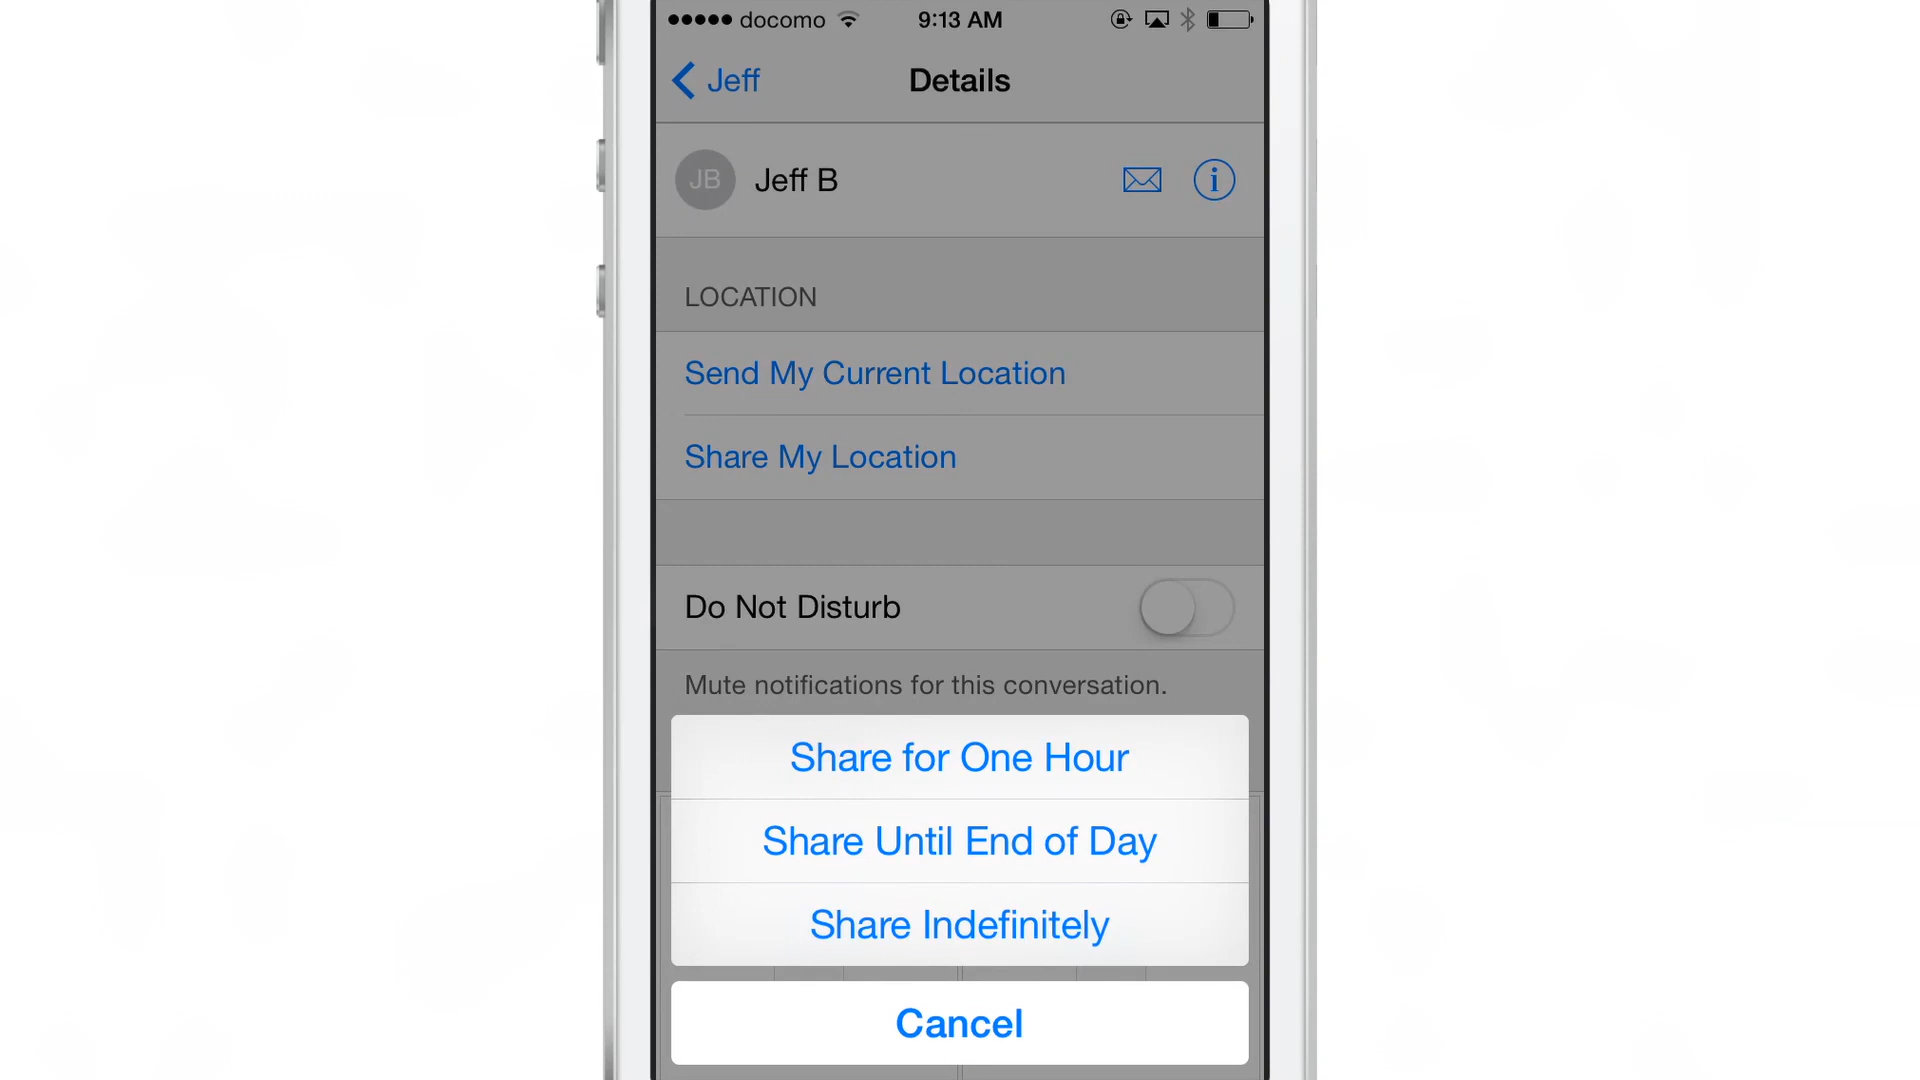 docomo 9:13 AM
Jeff Details
JB Jeff B
LOCATION
Send My Current Location
Share My Location
Do Not Disturb
Mute notifications for this conversation.
Share for One Hour
Share Until End of Day
Share Indefinitely
Cancel